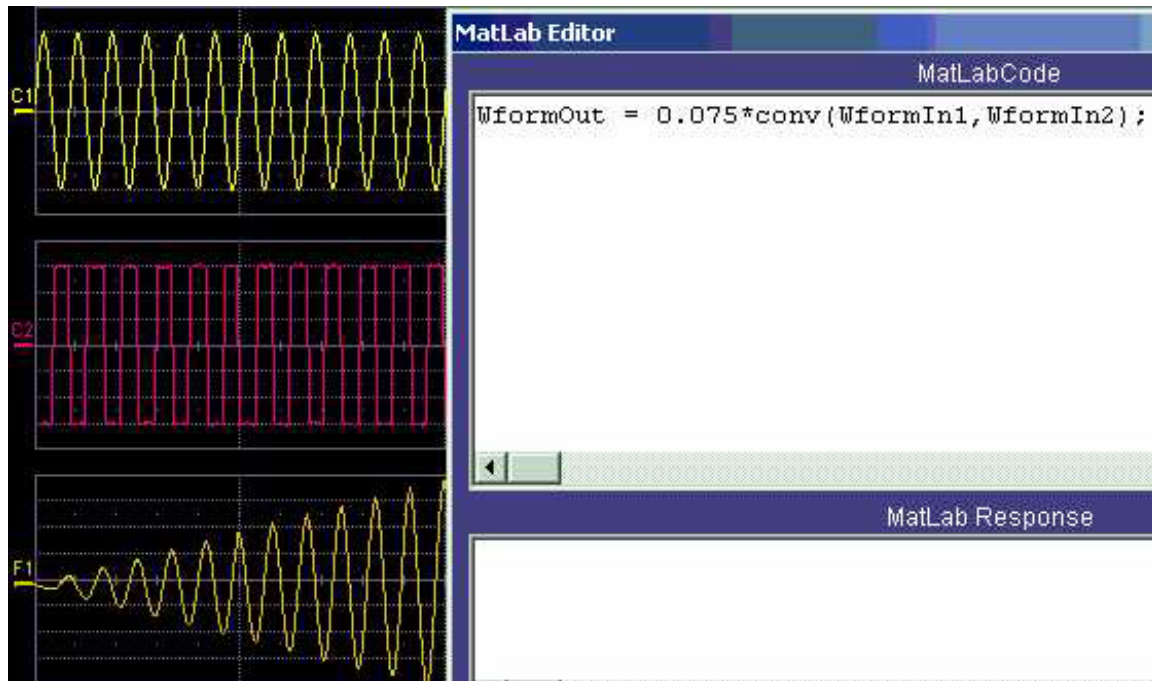 C1
C2
F1
MatLab Editor
MatLabCode
WformOut = 0.075*conv(WformIn1,WformIn2);
MatLab Response